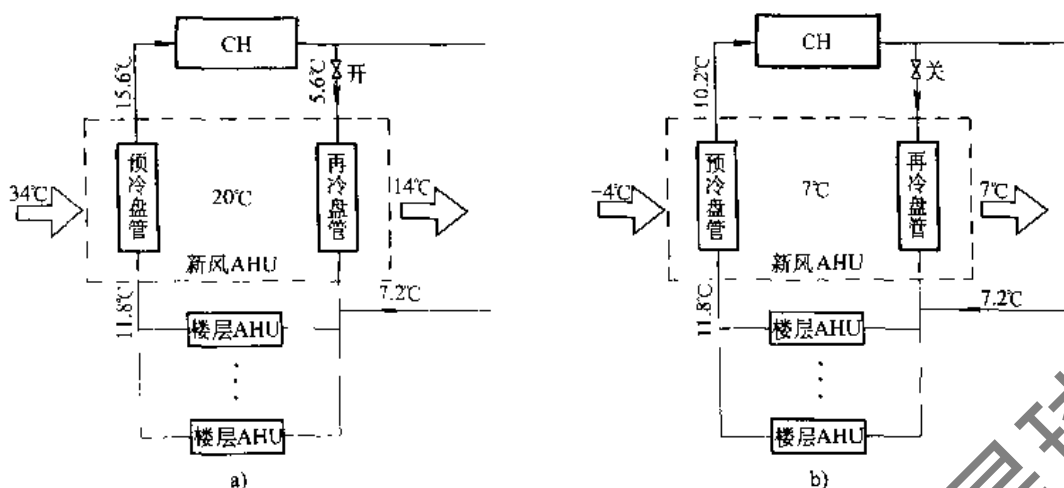 CH
15.6℃
5.6℃
开
34℃
预冷盘管
20℃
再冷盘管
14℃
新风AHU
11.8℃
7.2℃
楼层AHU
楼层AHU
a)
CH
10.2℃
关
-4℃
预冷盘管
7℃
再冷盘管
7℃
新风AHU
11.8℃
7.2℃
楼层AHU
楼层AHU
b)